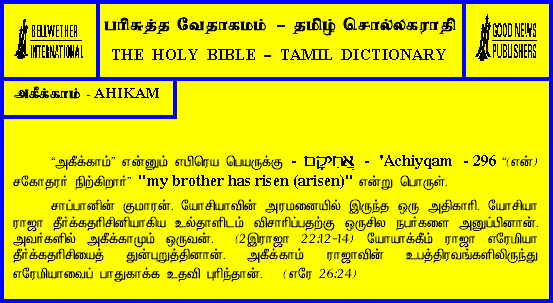 BELLWETHER
INTERNATIONAL
பரிசுத்த வேதாகமம் – தமிழ் சொல்லகராதி
THE HOLY BIBLE – TAMIL DICTIONARY
GOOD NEWS
PUBLISHERS
அகீக்காம் - AHIKAM
“அகீக்காம்” என்னும் எபிரெய பெயருக்கு - אֲחִיקָם - 'Achiyqam - 296 “(என்)
சகோதரர் நிற்கிறார்” "my brother has risen (arisen)" என்று பொருள்.
சாப்பானின் குமாரன். யோசியாவின் அரமனையில் இருந்த ஒரு அதிகாரி. யோசியா
ராஜா தீர்க்கதரிசினியாகிய உல்தாளிடம் விசாரிப்பதற்கு ஒருசில நபர்களை அனுப்பினான்.
அவர்களில் அகீக்காமும் ஒருவன். (2இராஜா 22:12-14) யோயாக்கீம் ராஜா எரேமியா
தீர்க்கதரிசியைத் துன்புறுத்தினான். அகீக்காம் ராஜாவின் உபத்திரவங்களிலிருந்து
எரேமியாவைப் பாதுகாக்க உதவி புரிந்தான். (எரே 26:24)